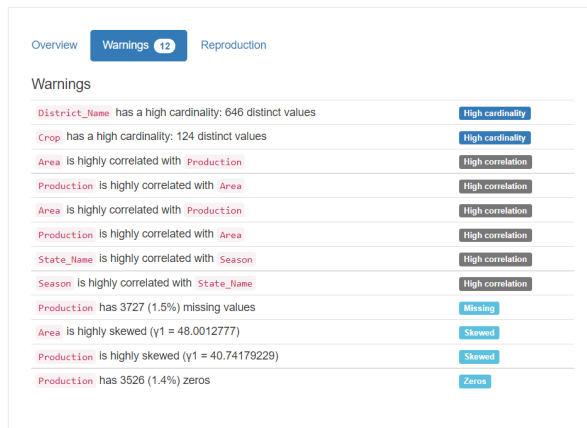 Overview Warnings 12 Reproduction
Warnings
District_Name has a high cardinality: 646 distinct values High cardinality
Crop has a high cardinality: 124 distinct values High cardinality
Area is highly correlated with Production High correlation
Production is highly correlated with Area High correlation
Area is highly correlated with Production High correlation
Production is highly correlated with Area High correlation
State_Name is highly correlated with Season High correlation
Season is highly correlated with State_Name High correlation
Production has 3727 (1.5%) missing values Missing
Area is highly skewed (γ1 = 48.0012777) Skewed
Production is highly skewed (γ1 = 40.74179229) Skewed
Production has 3526 (1.4%) zeros Zeros